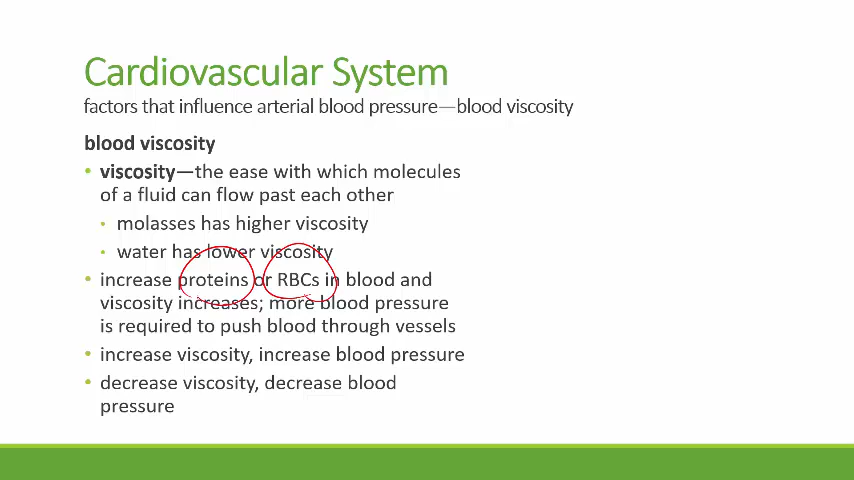 Cardiovascular System
factors that influence arterial blood pressure—blood viscosity
blood viscosity
• viscosity—the ease with which molecules
of a fluid can flow past each other
• molasses has higher viscosity
• water has lower viscosity
• increase proteins or RBCs in blood and
viscosity increases; more blood pressure
is required to push blood through vessels
• increase viscosity, increase blood pressure
• decrease viscosity, decrease blood
pressure